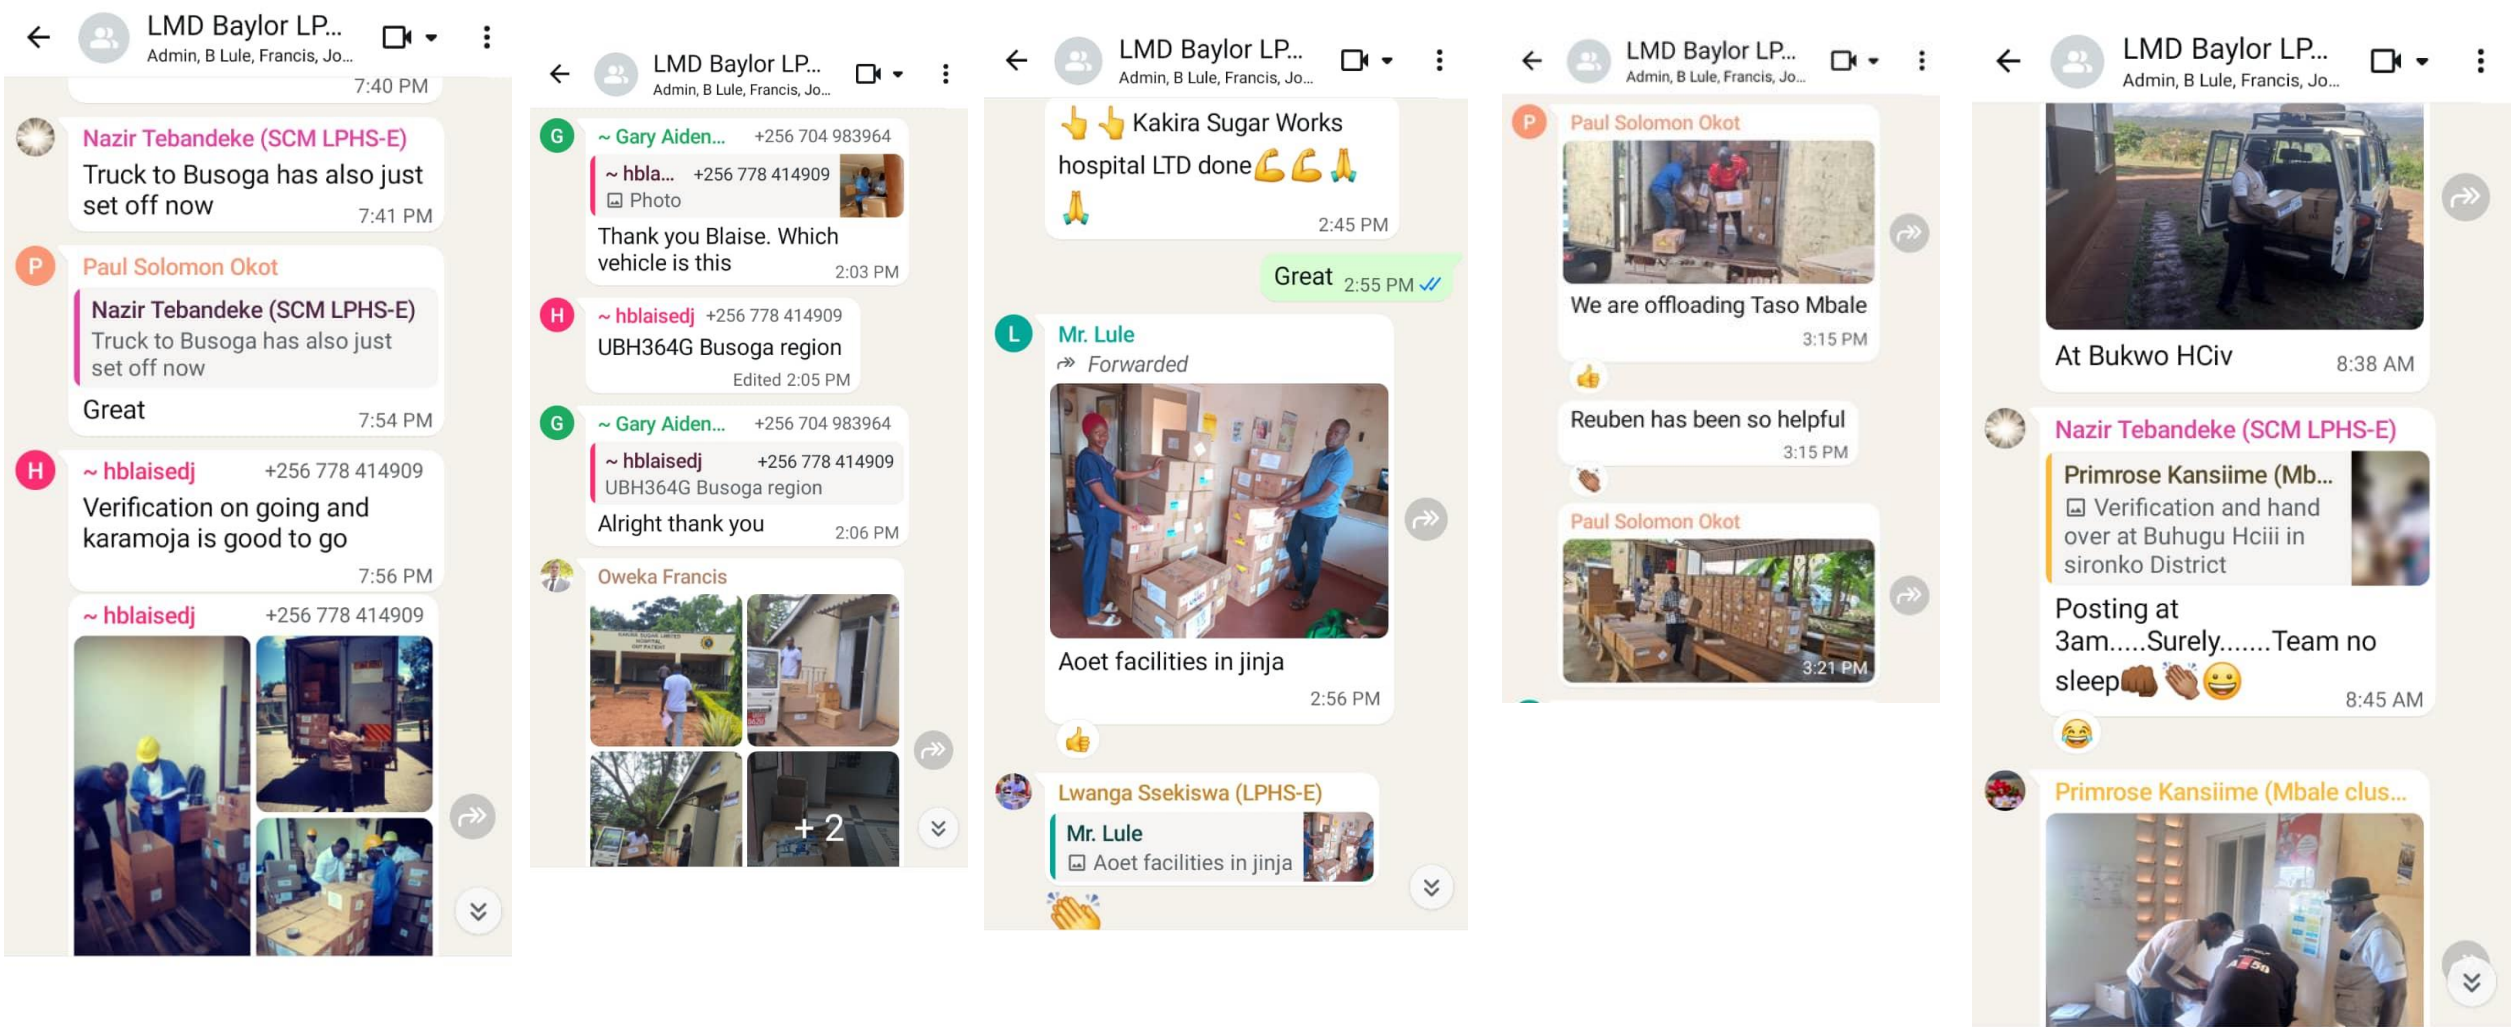 LMD Baylor LP...
Admin, B Lule, Francis, Jo...
7:40 PM
Nazir Tebandeke (SCM LPHS-E)
Truck to Busoga has also just
set off now
7:41 PM
P
Paul Solomon Okot
Nazir Tebandeke (SCM LPHS-E)
Truck to Busoga has also just
set off now
Great
7:54 PM
H
~ hblaisedj +256 778 414909
Verification on going and
karamoja is good to go
7:56 PM
~ hblaisedj +256 778 414909
LMD Baylor LP...
Admin, B Lule, Francis, Jo...
G
~ Gary Aiden... +256 704 983964
~ hbla... +256 778 414909
Photo
Thank you Blaise. Which
vehicle is this
2:03 PM
H
~ hblaisedj +256 778 414909
UBH364G Busoga region
Edited 2:05 PM
G
~ Gary Aiden... +256 704 983964
~ hblaisedj +256 778 414909
UBH364G Busoga region
Alright thank you
2:06 PM
Oweka Francis
KAKIRA SUGAR LIMITED
HOSPITAL
OUT PATIENT
+ 2
LMD Baylor LP...
Admin, B Lule, Francis, Jo...
👆👆 Kakira Sugar Works
hospital LTD done💪💪🙏
🙏
2:45 PM
Great 2:55 PM
L
Mr. Lule
Forwarded
Aoet facilities in jinja
2:56 PM
👍
Lwanga Ssekiswa (LPHS-E)
Mr. Lule
Aoet facilities in jinja
👏
LMD Baylor LP...
Admin, B Lule, Francis, Jo...
P
Paul Solomon Okot
We are offloading Taso Mbale
3:15 PM
👍
Reuben has been so helpful
3:15 PM
👏🏾
Paul Solomon Okot
3:21 PM
LMD Baylor LP...
Admin, B Lule, Francis, Jo...
At Bukwo HCiv
8:38 AM
Nazir Tebandeke (SCM LPHS-E)
Primrose Kansiime (Mb...
Verification and hand
over at Buhugu Hciii in
sironko District
Posting at
3am.....Surely.......Team no
sleep👊🏾👏🏾😀
8:45 AM
😂
Primrose Kansiime (Mbale clus...